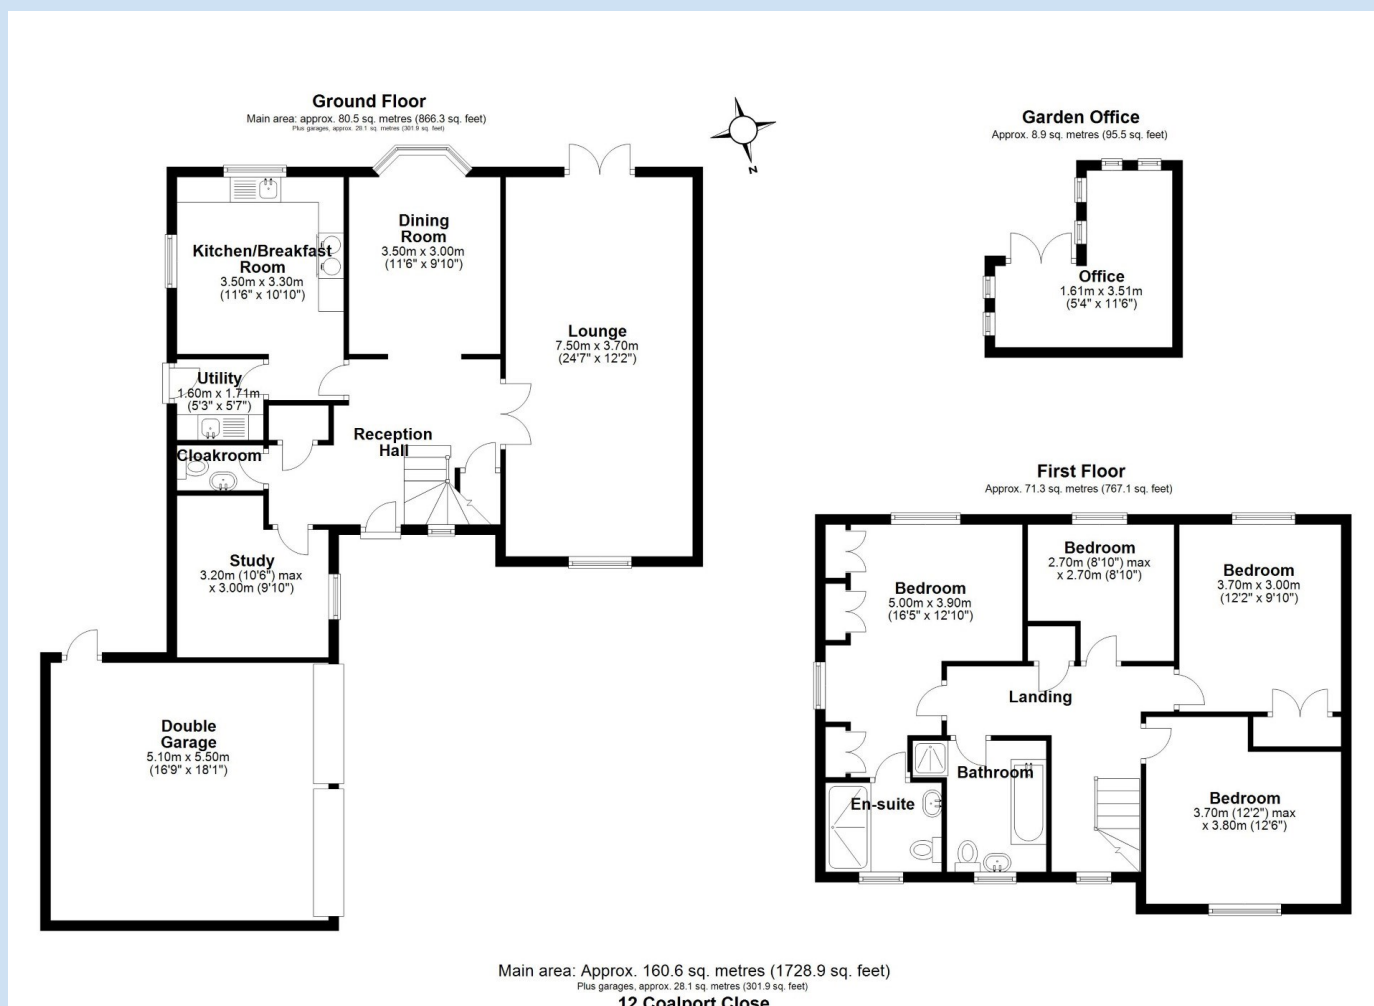 Ground Floor
Main area: approx. 80.5 sq. metres (866.3 sq. feet)
Plus garages, approx. 28.1 sq. metres (301.9 sq. feet)
Kitchen/Breakfast
Room
3.50m x 3.30m
(11'6" x 10'10")
Dining
Room
3.50m x 3.00m
(11'6" x 9'10")
Lounge
7.50m x 3.70m
(24'7" x 12'2")
Utility
1.60m x 1.71m
(5'3" x 5'7")
Reception
Hall
Cloakroom
Study
3.20m (10'6") max
x 3.00m (9'10")
Double
Garage
5.10m x 5.50m
(16'9" x 18'1")
N
Garden Office
Approx. 8.9 sq. metres (95.5 sq. feet)
Office
1.61m x 3.51m
(5'4" x 11'6")
First Floor
Approx. 71.3 sq. metres (767.1 sq. feet)
Bedroom
5.00m x 3.90m
(16'5" x 12'10")
Bedroom
2.70m (8'10") max
x 2.70m (8'10")
Bedroom
3.70m x 3.00m
(12'2" x 9'10")
Landing
Bathroom
En-suite
Bedroom
3.70m (12'2") max
x 3.80m (12'6")
Main area: Approx. 160.6 sq. metres (1728.9 sq. feet)
Plus garages, approx. 28.1 sq. metres (301.9 sq. feet)
12 Coalport Close